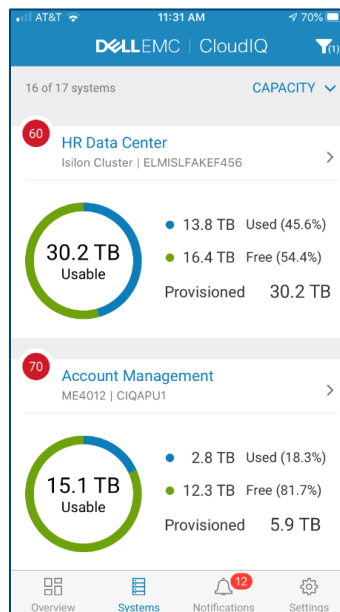 AT&T 11:31 AM 70%
DELLEMC | CloudIQ (1)
16 of 17 systems CAPACITY
60
HR Data Center
Isilon Cluster | ELMISLFAKEF456
30.2 TB
Usable
13.8 TB Used (45.6%)
16.4 TB Free (54.4%)
Provisioned 30.2 TB
70
Account Management
ME4012 | CIQAPU1
15.1 TB
Usable
2.8 TB Used (18.3%)
12.3 TB Free (81.7%)
Provisioned 5.9 TB
12
Overview Systems Notifications Settings